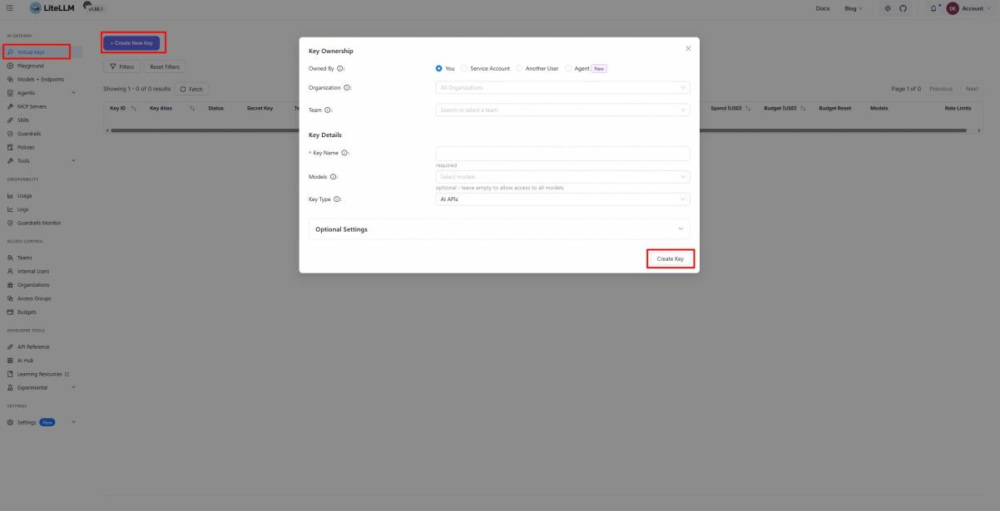 LiteLLM v1.88.1 Docs Blog DE Account
AI GATEWAY
Virtual Keys
Playground
Models + Endpoints
Agentic
MCP Servers
Skills
Guardrails
Policies
Tools
OBSERVABILITY
Usage
Logs
Guardrails Monitor
ACCESS CONTROL
Teams
Internal Users
Organizations
Access Groups
Budgets
DEVELOPER TOOLS
API Reference
AI Hub
Learning Resources
Experimental
SETTINGS
Settings New
+ Create New Key
Filters Reset Filters
Showing 1 - 0 of 0 results Fetch Page 1 of 0 Previous Next
Key ID Key Alias Status Secret Key Te Spend (USD) Budget (USD) Budget Reset Models Rate Limits
Key Ownership
Owned By : You Service Account Another User Agent New
Organization : All Organizations
Team : Search or select a team
Key Details
* Key Name :
required
Models : Select models
optional - leave empty to allow access to all models
Key Type : AI APIs
Optional Settings
Create Key